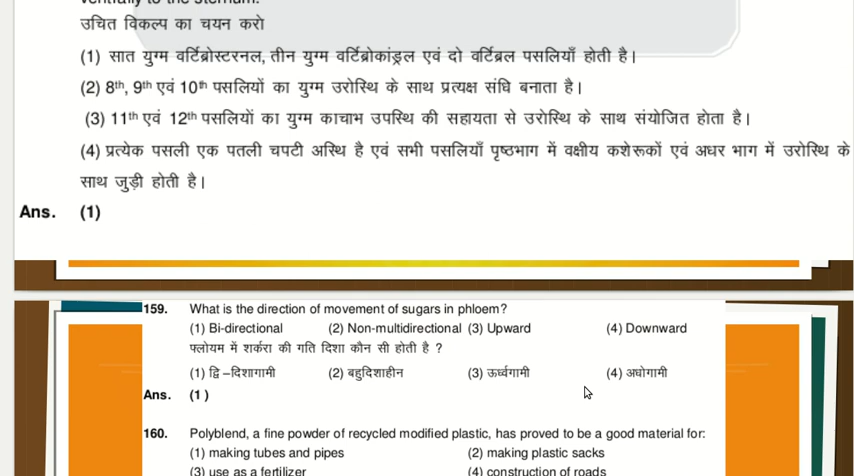 ventrally to the sternum.
उचित विकल्प का चयन करो
(1) सात युग्म वर्टिब्रोस्टरनल, तीन युग्म वर्टिब्रोकांड्रल एवं दो वर्टिब्रल पसलियाँ होती है।
(2) 8th, 9th एवं 10th पसलियों का युग्म उरोस्थि के साथ प्रत्यक्ष संधि बनाता है।
(3) 11th एवं 12th पसलियों का युग्म काचाभ उपस्थि की सहायता से उरोस्थि के साथ संयोजित होता है।
(4) प्रत्येक पसली एक पतली चपटी अस्थि है एवं सभी पसलियाँ पृष्ठभाग में वक्षीय कशेरूकों एवं अधर भाग में उरोस्थि के
साथ जुड़ी होती है।
Ans. (1)
159. What is the direction of movement of sugars in phloem?
(1) Bi-directional (2) Non-multidirectional (3) Upward (4) Downward
फ्लोयम में शर्करा की गति दिशा कौन सी होती है ?
(1) द्वि –दिशागामी (2) बहुदिशाहीन (3) ऊर्ध्वगामी (4) अधोगामी
Ans. (1 )
160. Polyblend, a fine powder of recycled modified plastic, has proved to be a good material for:
(1) making tubes and pipes (2) making plastic sacks
(3) use as a fertilizer (4) construction of roads